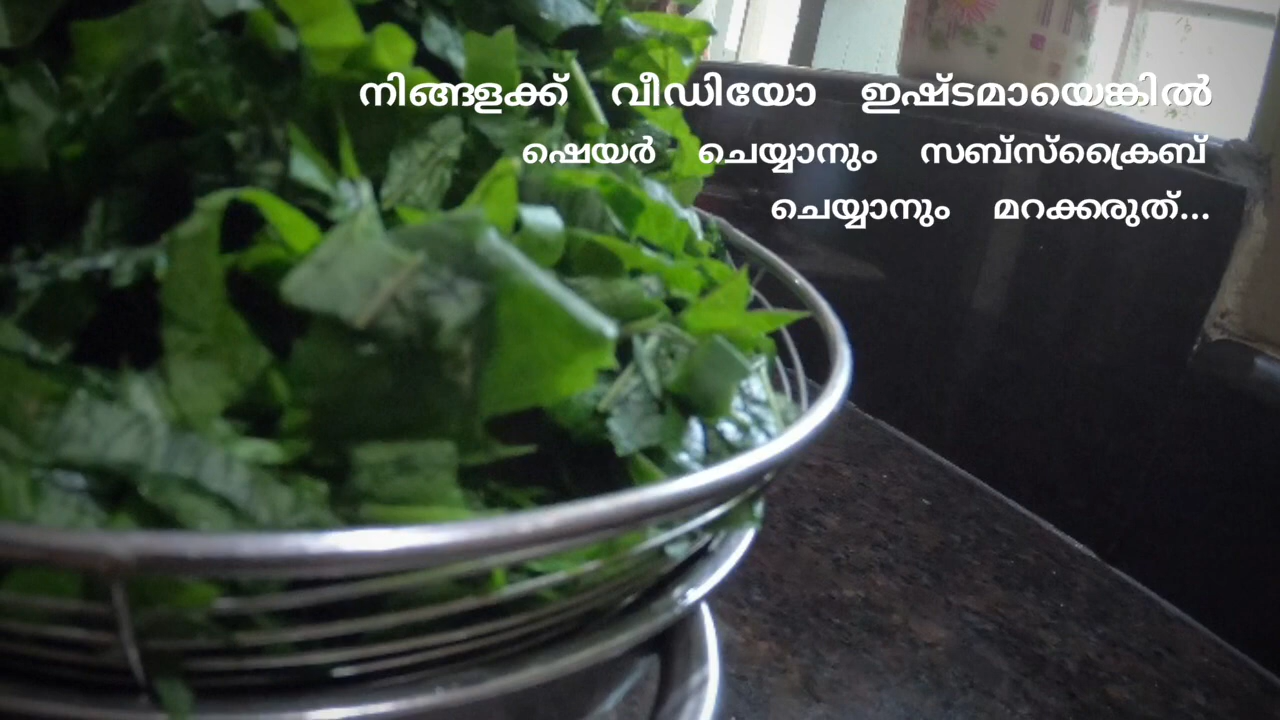 നിങ്ങളക്ക് വീഡിയോ ഇഷ്ടമായെങ്കിൽ
ഷെയർ ചെയ്യാനും സബ്സ്ക്രൈബ്
ചെയ്യാനും മറക്കരുത്...